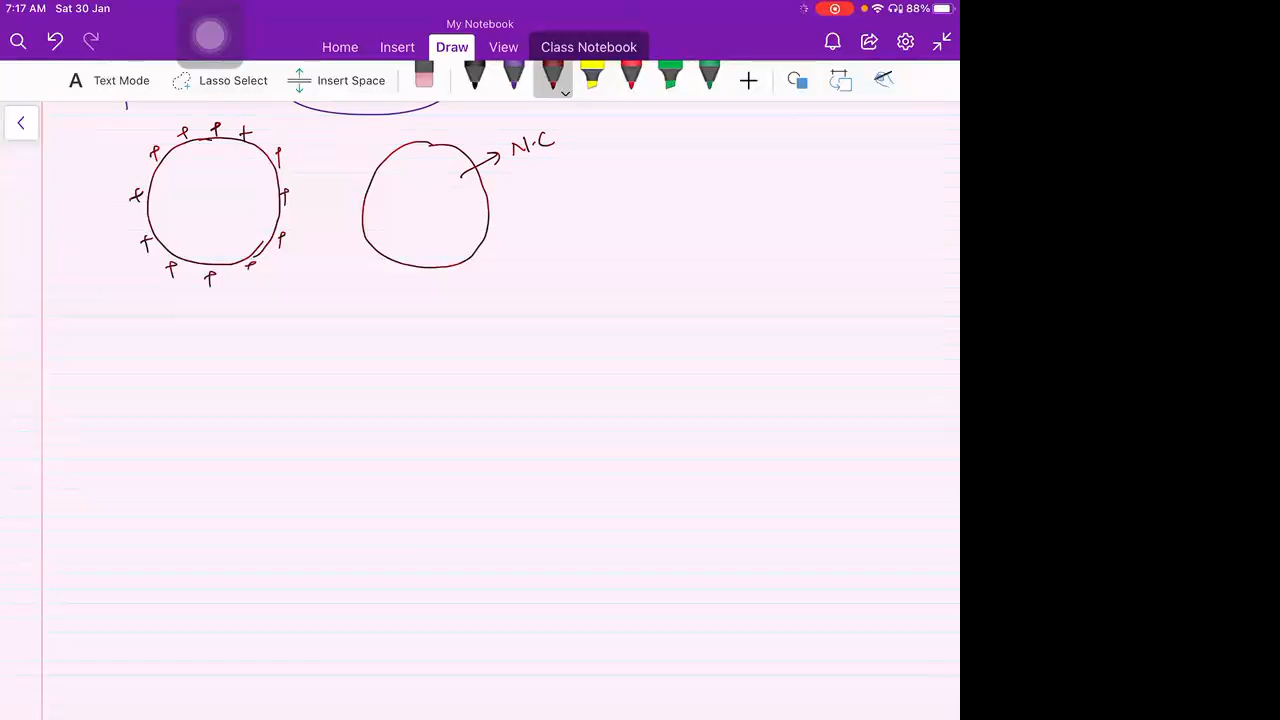 7:17 AM Sat 30 Jan 88%
My Notebook
Home Insert Draw View Class Notebook
A Text Mode Lasso Select Insert Space
+ + + + + + + + + + + + +
N.C